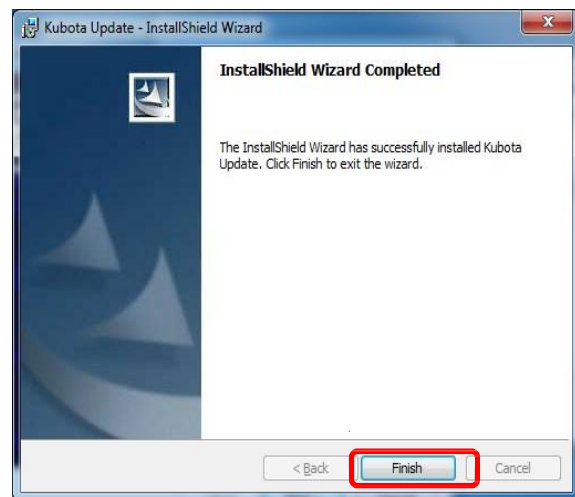 Kubota Update - InstallShield Wizard
InstallShield Wizard Completed
The InstallShield Wizard has successfully installed Kubota
Update. Click Finish to exit the wizard.
< Back
Finish
Cancel